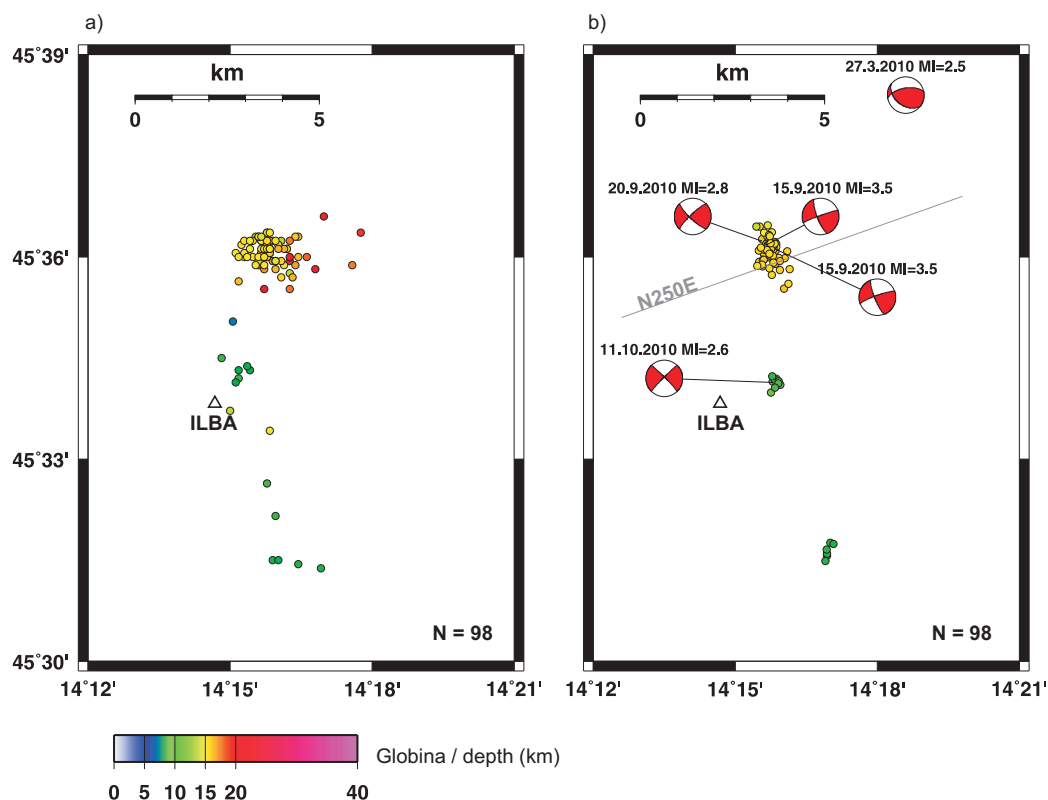 a)
45˚39'
45˚36'
45˚33'
45˚30'
14˚12'
14˚15'
14˚18'
14˚21'
km
0
5
ILBA
N = 98
b)
km
0
5
27.3.2010 Ml=2.5
20.9.2010 Ml=2.8
15.9.2010 Ml=3.5
15.9.2010 Ml=3.5
N250E
11.10.2010 Ml=2.6
ILBA
N = 98
14˚12'
14˚15'
14˚18'
14˚21'
Globina / depth (km)
0 5 10 15 20 40